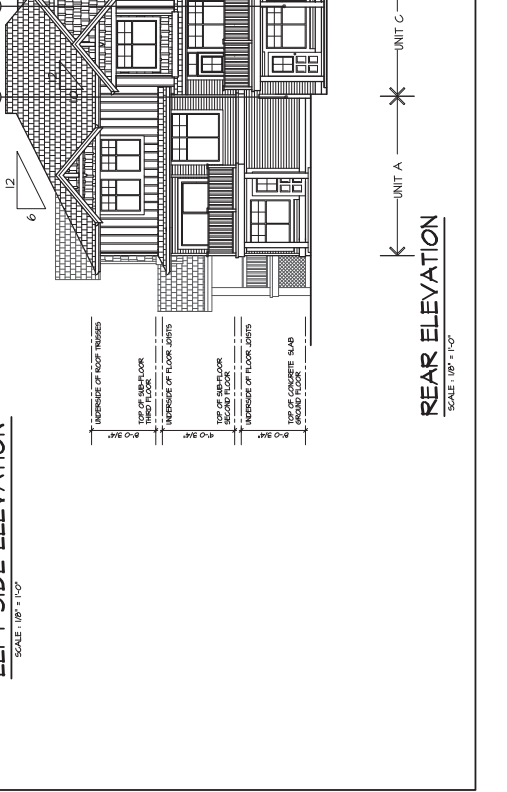 UNIT C
UNIT A
12
6
UNDERSIDE OF ROOF TRUSSES
8'-0 3/4"
TOP OF SUB-FLOOR
THIRD FLOOR
UNDERSIDE OF FLOOR JOISTS
9'-0 3/4"
TOP OF SUB-FLOOR
SECOND FLOOR
UNDERSIDE OF FLOOR JOISTS
8'-0 3/4"
TOP OF CONCRETE SLAB
GROUND FLOOR
REAR ELEVATION
SCALE : 1/8" = 1'-0"
SCALE : 1/8" = 1'-0"